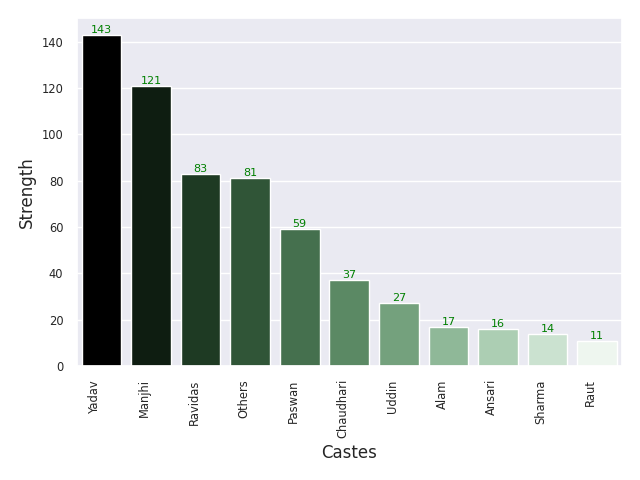 143
140
121
120
100
83
81
80
59
60
37
40
27
17
16
14
11
20
0
Strength
Yadav
Manjhi
Ravidas
Others
Paswan
Chaudhari
Uddin
Alam
Ansari
Sharma
Raut
Castes